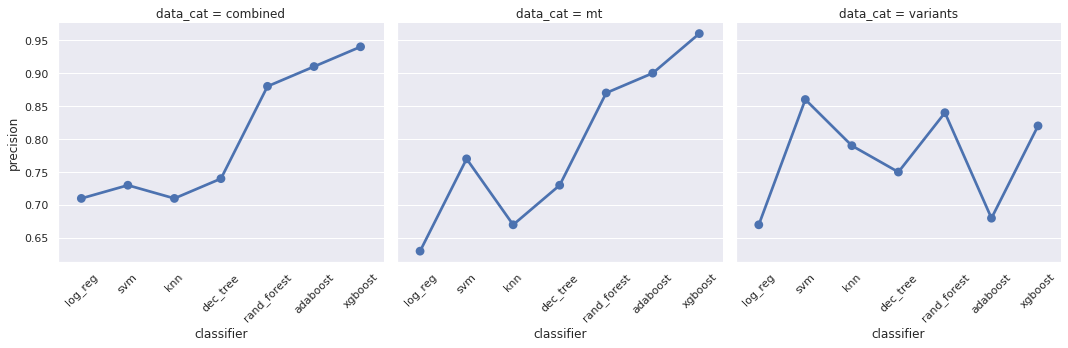 data_cat = combined
data_cat = mt
data_cat = variants
precision
0.95
0.90
0.85
0.80
0.75
0.70
0.65
log_reg
svm
knn
dec_tree
rand_forest
adaboost
xgboost
classifier
log_reg
svm
knn
dec_tree
rand_forest
adaboost
xgboost
classifier
log_reg
svm
knn
dec_tree
rand_forest
adaboost
xgboost
classifier